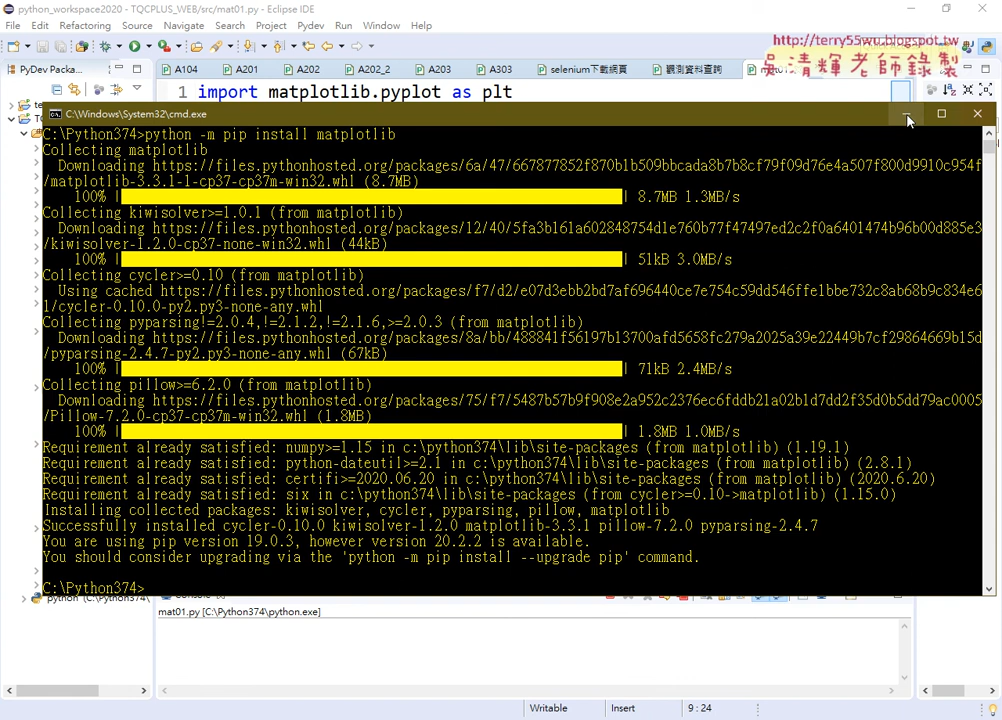 python_workspace2020 - TQCPLUS_WEB/src/mat01.py - Eclipse IDE
File Edit Refactoring Source Navigate Search Project Pydev Run Window Help
http://terry55wu.blogspot.tw
吳清輝老師錄製
PyDev Packa...
A104 A201 A202 A202_2 A203 A303 selenium下載網頁 觀測資料查詢
import matplotlib.pyplot as plt
C:\Windows\System32\cmd.exe
C:\Python374>python -m pip install matplotlib
Collecting matplotlib
Downloading https://files.pythonhosted.org/packages/6a/47/667877852f870b1b509bbcada8b7b8cf79f09d76e4a507f800d9910c954f
/matplotlib-3.3.1-1-cp37-cp37m-win32.whl (8.7MB)
100% | | 8.7MB 1.3MB/s
Collecting kiwisolver>=1.0.1 (from matplotlib)
Downloading https://files.pythonhosted.org/packages/12/40/5fa3b161a602848754d1e760b77f47497ed2c2f0a6401474b96b00d885e3
/kiwisolver-1.2.0-cp37-none-win32.whl (44kB)
100% | | 51kB 3.0MB/s
Collecting cycler>=0.10 (from matplotlib)
Using cached https://files.pythonhosted.org/packages/f7/d2/e07d3ebb2bd7af696440ce7e754c59dd546ffe1bbe732c8ab68b9c834e6
1/cycler-0.10.0-py2.py3-none-any.whl
Collecting pyparsing!=2.0.4,!=2.1.2,!=2.1.6,>=2.0.3 (from matplotlib)
Downloading https://files.pythonhosted.org/packages/8a/bb/488841f56197b13700afd5658fc279a2025a39e22449b7cf29864669b15d
/pyparsing-2.4.7-py2.py3-none-any.whl (67kB)
100% | | 71kB 2.4MB/s
Collecting pillow>=6.2.0 (from matplotlib)
Downloading https://files.pythonhosted.org/packages/75/f7/5487b57b9f908e2a952c2376ec6fddb21a02b1d7dd2f35d0b5dd79ac0005
/Pillow-7.2.0-cp37-cp37m-win32.whl (1.8MB)
100% | | 1.8MB 1.0MB/s
Requirement already satisfied: numpy>=1.15 in c:\python374\lib\site-packages (from matplotlib) (1.19.1)
Requirement already satisfied: python-dateutil>=2.1 in c:\python374\lib\site-packages (from matplotlib) (2.8.1)
Requirement already satisfied: certifi>=2020.06.20 in c:\python374\lib\site-packages (from matplotlib) (2020.6.20)
Requirement already satisfied: six in c:\python374\lib\site-packages (from cycler>=0.10->matplotlib) (1.15.0)
Installing collected packages: kiwisolver, cycler, pyparsing, pillow, matplotlib
Successfully installed cycler-0.10.0 kiwisolver-1.2.0 matplotlib-3.3.1 pillow-7.2.0 pyparsing-2.4.7
You are using pip version 19.0.3, however version 20.2.2 is available.
You should consider upgrading via the 'python -m pip install --upgrade pip' command.
C:\Python374>
python (C:\Python374\
mat01.py [C:\Python374\python.exe]
Writable Insert 9 : 24